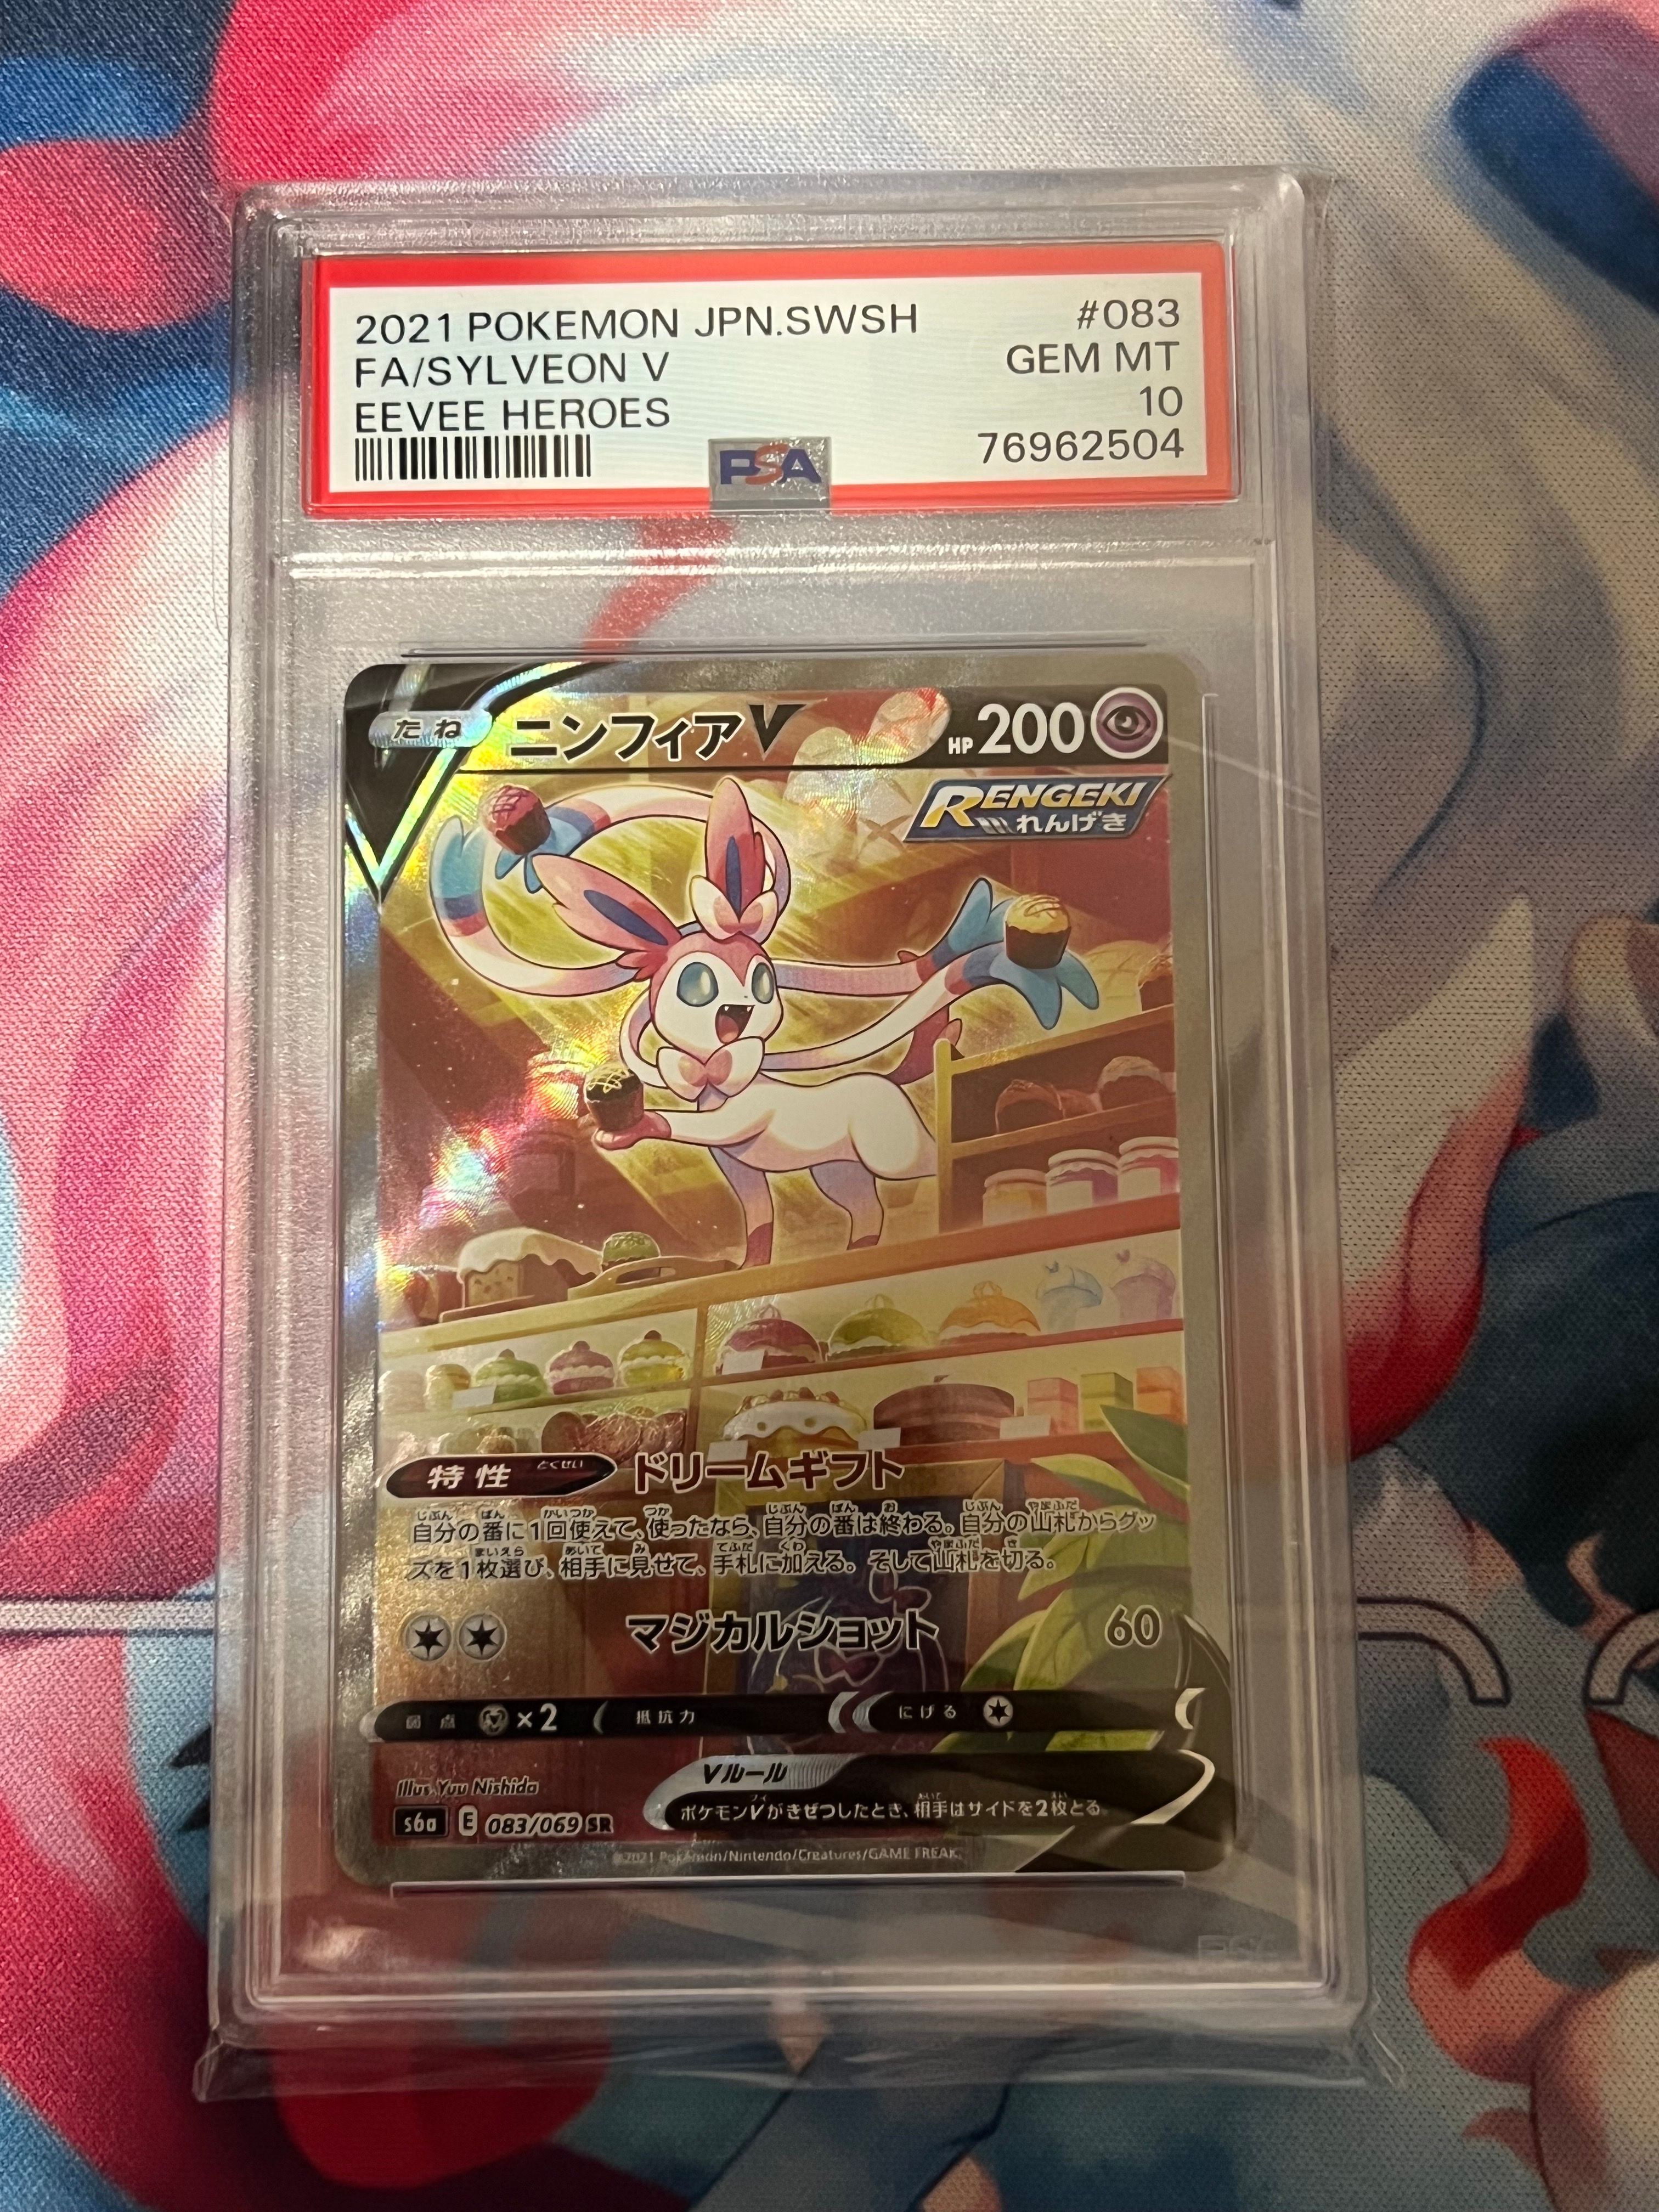 2021 POKEMON JPN.SWSH #083
FA/SYLVEON V GEM MT
EEVEE HEROES 10
PSA 76962504
たね ニンフィアV HP 200
RENGEKI
れんげき
特性 とくせい ドリームギフト
自分の番に1回使えて、使ったなら、自分の番は終わる。自分の山札からグッ
ズを1枚選び、相手に見せて、手札に加える。そして山札を切る。
マジカルショット 60
弱点 ×2 抵抗力 にげる
Vルール
ポケモンVがきぜつしたとき、相手はサイドを2枚とる。
Illus. Yuu Nishida
s6a E 083/069 SR
©2021 Pokémon/Nintendo/Creatures/GAME FREAK.